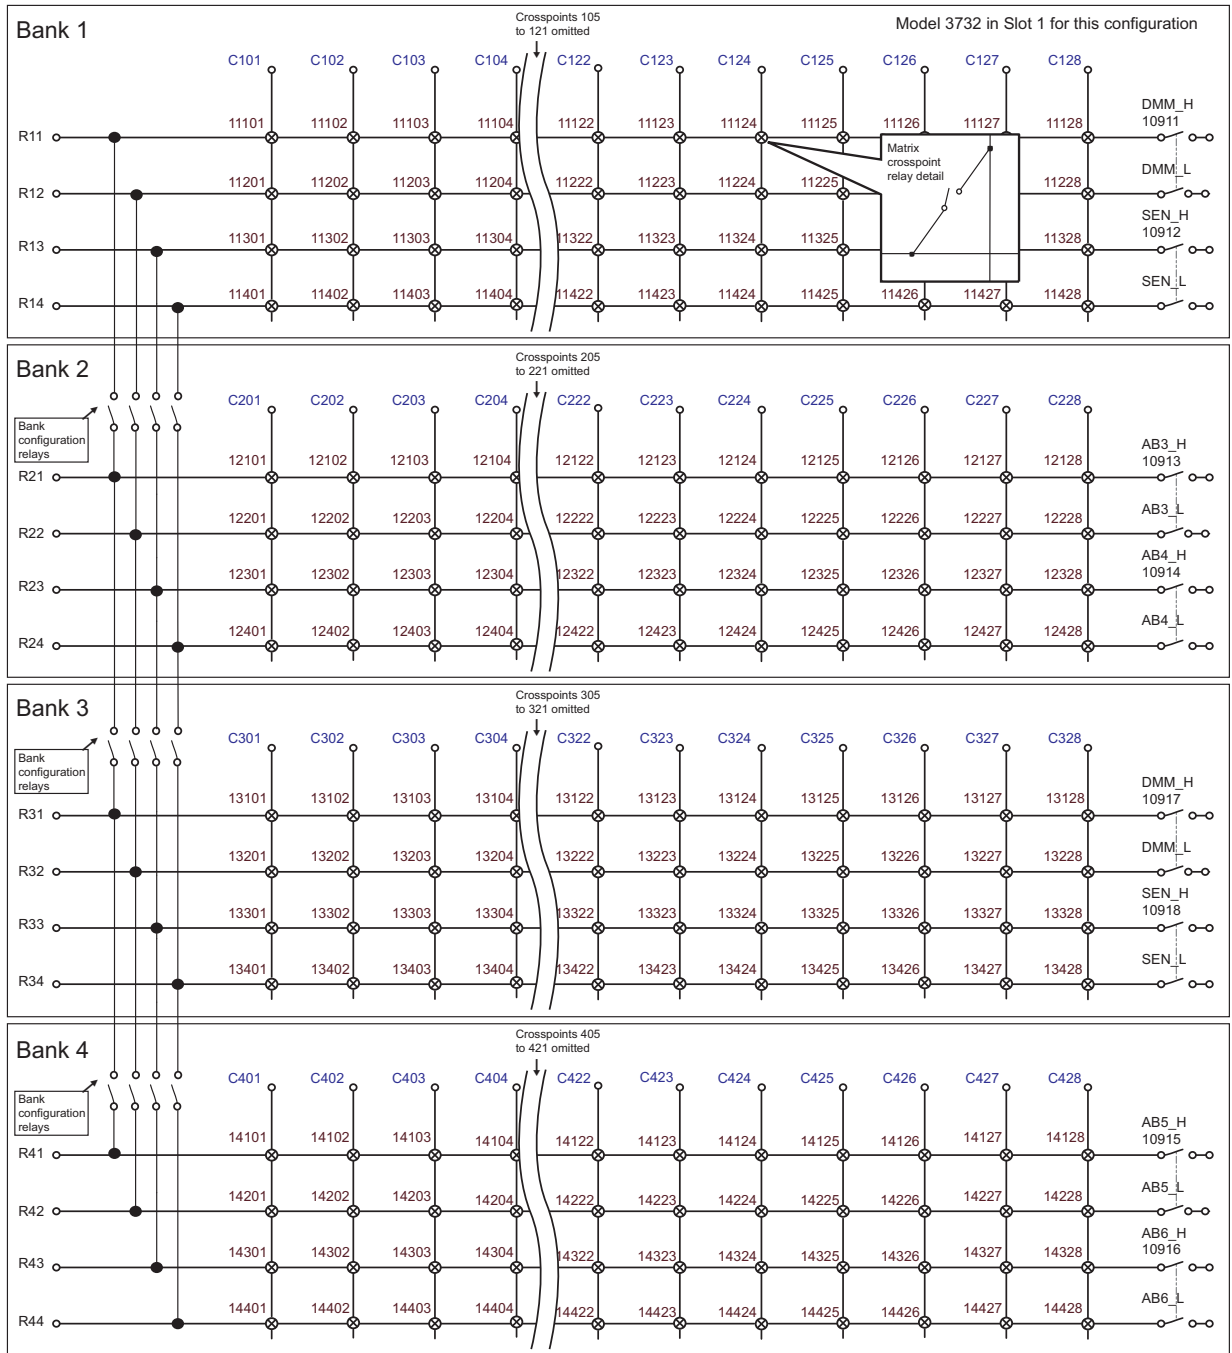 Bank 1
Crosspoints 105
to 121 omitted
Model 3732 in Slot 1 for this configuration
C101 C102 C103 C104 C122 C123 C124 C125 C126 C127 C128
DMM_H
R11 11101 11102 11103 11104 11122 11123 11124 11125 11126 11127 11128 10911
Matrix
crosspoint
relay detail
DMM_L
R12 11201 11202 11203 11204 11222 11223 11224 11225 11228
SEN_H
R13 11301 11302 11303 11304 11322 11323 11324 11325 11328 10912
SEN_L
R14 11401 11402 11403 11404 11422 11423 11424 11425 11426 11427 11428
Bank 2
Crosspoints 205
to 221 omitted
C201 C202 C203 C204 C222 C223 C224 C225 C226 C227 C228
Bank
configuration
relays
AB3_H
R21 12101 12102 12103 12104 12122 12123 12124 12125 12126 12127 12128 10913
AB3_L
R22 12201 12202 12203 12204 12222 12223 12224 12225 12226 12227 12228
AB4_H
R23 12301 12302 12303 12304 12322 12323 12324 12325 12326 12327 12328 10914
AB4_L
R24 12401 12402 12403 12404 12422 12423 12424 12425 12426 12427 12428
Bank 3
Crosspoints 305
to 321 omitted
C301 C302 C303 C304 C322 C323 C324 C325 C326 C327 C328
Bank
configuration
relays
DMM_H
R31 13101 13102 13103 13104 13122 13123 13124 13125 13126 13127 13128 10917
DMM_L
R32 13201 13202 13203 13204 13222 13223 13224 13225 13226 13227 13228
SEN_H
R33 13301 13302 13303 13304 13322 13323 13324 13325 13326 13327 13328 10918
SEN_L
R34 13401 13402 13403 13404 13422 13423 13424 13425 13426 13427 13428
Bank 4
Crosspoints 405
to 421 omitted
C401 C402 C403 C404 C422 C423 C424 C425 C426 C427 C428
Bank
configuration
relays
AB5_H
R41 14101 14102 14103 14104 14122 14123 14124 14125 14126 14127 14128 10915
AB5_L
R42 14201 14202 14203 14204 14222 14223 14224 14225 14226 14227 14228
AB6_H
R43 14301 14302 14303 14304 14322 14323 14324 14325 14326 14327 14328 10916
AB6_L
R44 14401 14402 14403 14404 14422 14423 14424 14425 14426 14427 14428